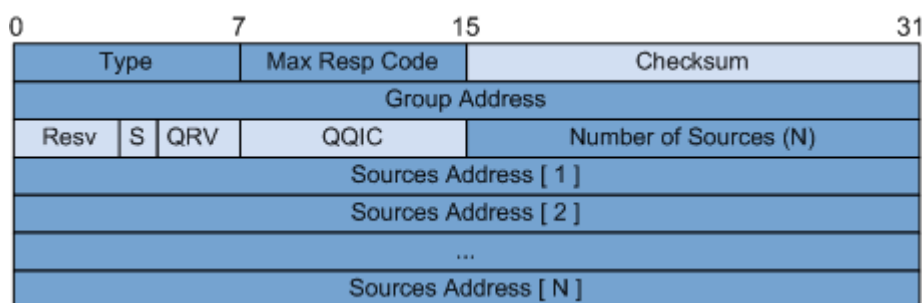 0 7 15 31
Type Max Resp Code Checksum
Group Address
Resv S QRV QQIC Number of Sources (N)
Sources Address [ 1 ]
Sources Address [ 2 ]
...
Sources Address [ N ]